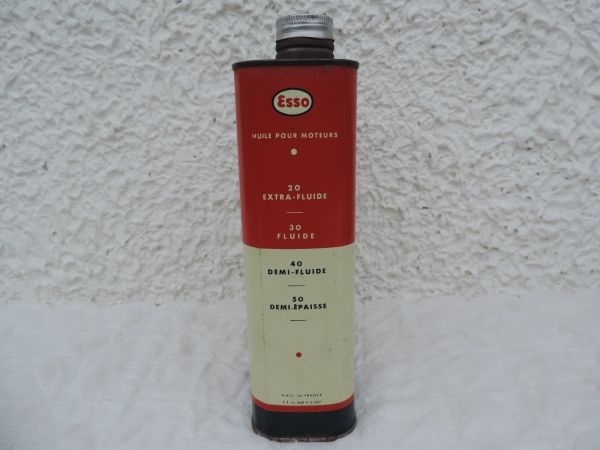 Esso
HUILE POUR MOTEURS
20
EXTRA-FLUIDE
30
FLUIDE
40
DEMI-FLUIDE
50
DEMI-ÉPAISSE
MADE IN FRANCE